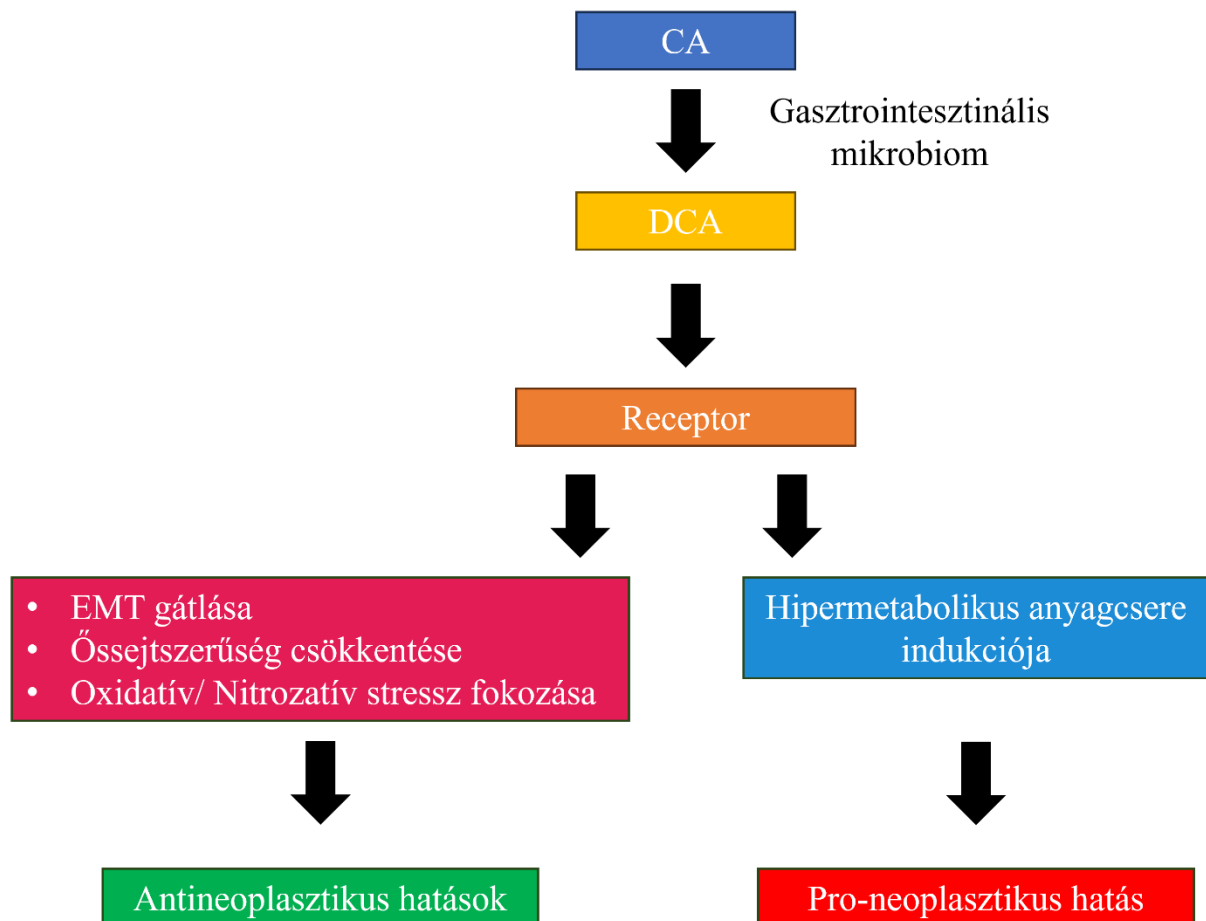 CA
Gasztrointesztinális
mikrobiom
DCA
Receptor
• EMT gátlása
• Őssejtszerűség csökkentése
• Oxidatív/ Nitrozatív stressz fokozása
Hipermetabolikus anyagcsere
indukciója
Antineoplasztikus hatások
Pro-neoplasztikus hatás